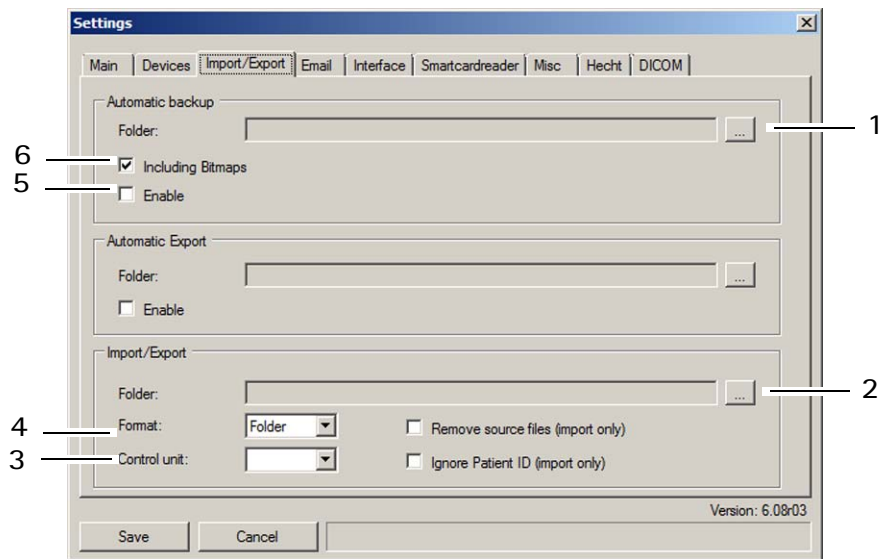 Settings
Main Devices Import/Export Email Interface Smartcardreader Misc Hecht DICOM
Automatic backup
Folder: ... 1
6 Including Bitmaps
5 Enable
Automatic Export
Folder: ...
Enable
Import/Export
Folder: ... 2
4 Format: Folder Remove source files (import only)
3 Control unit: Ignore Patient ID (import only)
Version: 6.08r03
Save Cancel